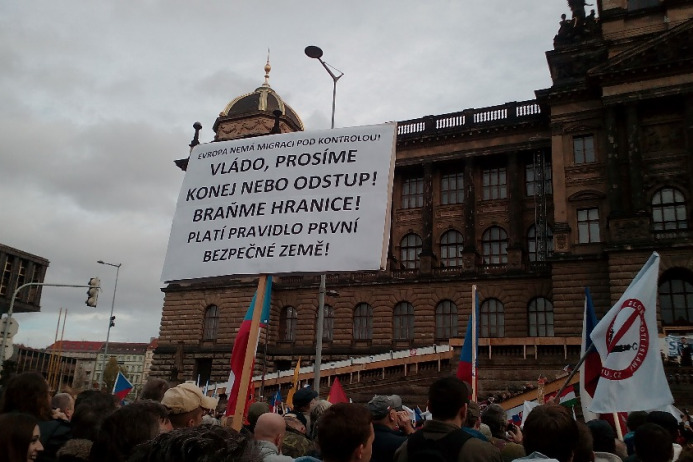 EVROPA NEMÁ MIGRACI POD KONTROLOU!
VLÁDO, PROSÍME
KONEJ NEBO ODSTUP!
BRAŇME HRANICE!
PLATÍ PRAVIDLO PRVNÍ
BEZPEČNÉ ZEMĚ!